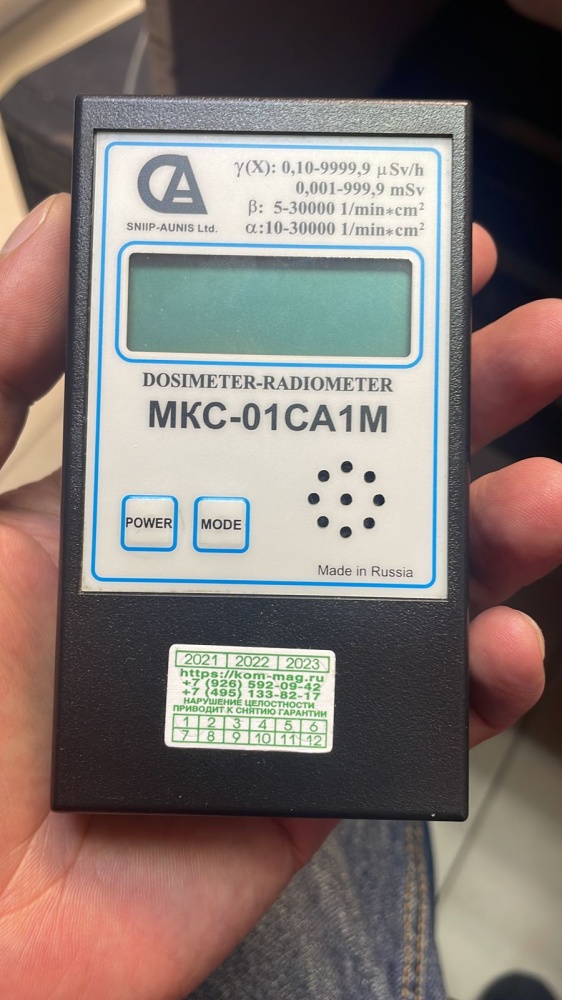 γ(X): 0,10-9999,9 μSv/h
0,001-999,9 mSv
β: 5-30000 1/min*cm²
α:10-30000 1/min*cm²
SNIIP-AUNIS Ltd.
DOSIMETER-RADIOMETER
МКС-01СА1М
POWER
MODE
Made in Russia
2021 2022 2023
https://kom-mag.ru
+7 (926) 592-09-42
+7 (495) 133-82-17
НАРУШЕНИЕ ЦЕЛОСТНОСТИ
ПРИВОДИТ К СНЯТИЮ ГАРАНТИИ
1 2 3 4 5 6
7 8 9 10 11 12